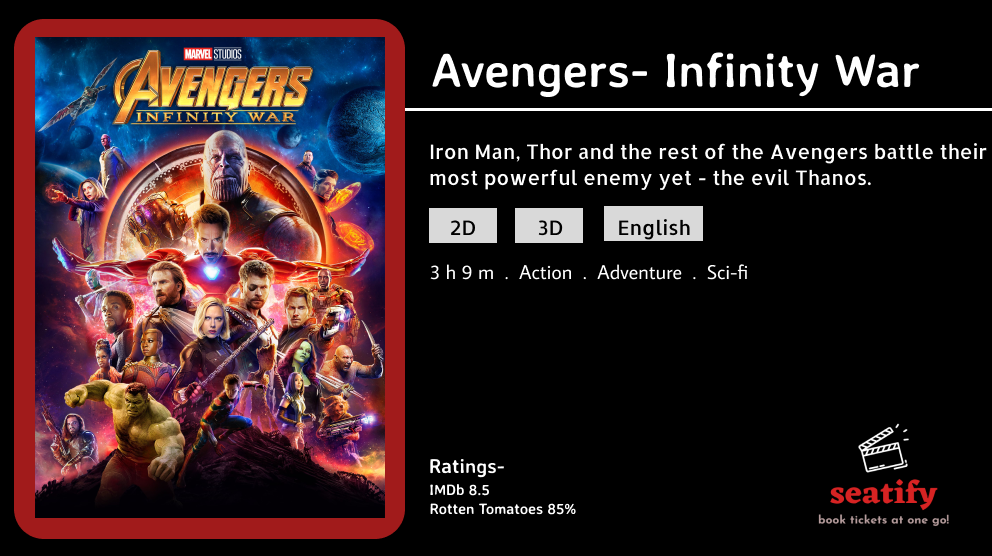 MARVEL STUDIOS
AVENGERS
INFINITY WAR
Avengers- Infinity War
Iron Man, Thor and the rest of the Avengers battle their
most powerful enemy yet - the evil Thanos.
2D 3D English
3 h 9 m . Action . Adventure . Sci-fi
Ratings-
IMDb 8.5
Rotten Tomatoes 85%
seatify
book tickets at one go!